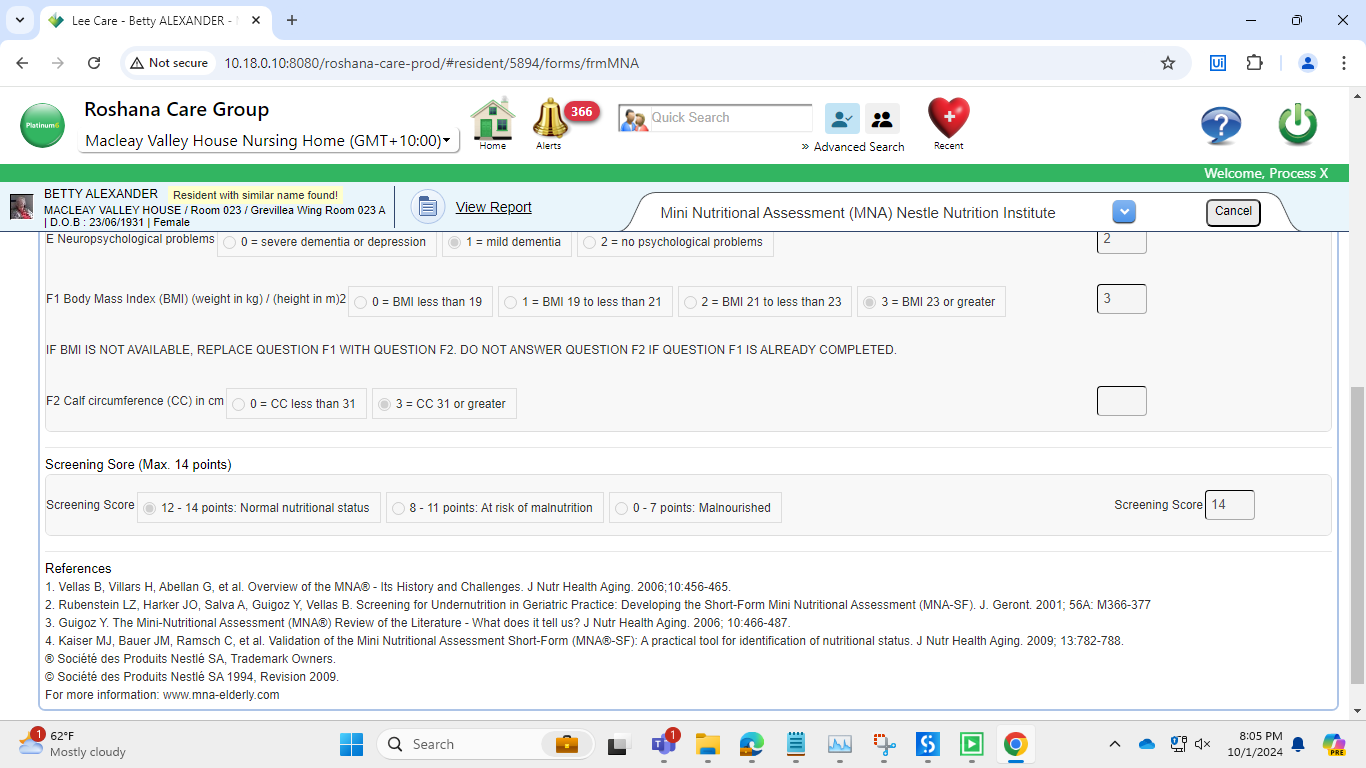 Lee Care - Betty ALEXANDER -
Not secure
10.18.0.10:8080/roshana-care-prod/#resident/5894/forms/frmMNA
Platinum6
Roshana Care Group
Macleay Valley House Nursing Home (GMT+10:00)
Home
366
Alerts
Quick Search
» Advanced Search
Recent
Welcome, Process X
BETTY ALEXANDER Resident with similar name found!
MACLEAY VALLEY HOUSE / Room 023 / Grevillea Wing Room 023 A
| D.O.B : 23/06/1931 | Female
View Report
Mini Nutritional Assessment (MNA) Nestle Nutrition Institute
Cancel
E Neuropsychological problems 0 = severe dementia or depression 1 = mild dementia 2 = no psychological problems 2
F1 Body Mass Index (BMI) (weight in kg) / (height in m)2 0 = BMI less than 19 1 = BMI 19 to less than 21 2 = BMI 21 to less than 23 3 = BMI 23 or greater 3
IF BMI IS NOT AVAILABLE, REPLACE QUESTION F1 WITH QUESTION F2. DO NOT ANSWER QUESTION F2 IF QUESTION F1 IS ALREADY COMPLETED.
F2 Calf circumference (CC) in cm 0 = CC less than 31 3 = CC 31 or greater
Screening Sore (Max. 14 points)
Screening Score 12 - 14 points: Normal nutritional status 8 - 11 points: At risk of malnutrition 0 - 7 points: Malnourished Screening Score 14
References
1. Vellas B, Villars H, Abellan G, et al. Overview of the MNA® - Its History and Challenges. J Nutr Health Aging. 2006;10:456-465.
2. Rubenstein LZ, Harker JO, Salva A, Guigoz Y, Vellas B. Screening for Undernutrition in Geriatric Practice: Developing the Short-Form Mini Nutritional Assessment (MNA-SF). J. Geront. 2001; 56A: M366-377
3. Guigoz Y. The Mini-Nutritional Assessment (MNA®) Review of the Literature - What does it tell us? J Nutr Health Aging. 2006; 10:466-487.
4. Kaiser MJ, Bauer JM, Ramsch C, et al. Validation of the Mini Nutritional Assessment Short-Form (MNA®-SF): A practical tool for identification of nutritional status. J Nutr Health Aging. 2009; 13:782-788.
® Société des Produits Nestlé SA, Trademark Owners.
© Société des Produits Nestlé SA 1994, Revision 2009.
For more information: www.mna-elderly.com
1
62°F
Mostly cloudy
Search
1
8:05 PM
10/1/2024
PRE